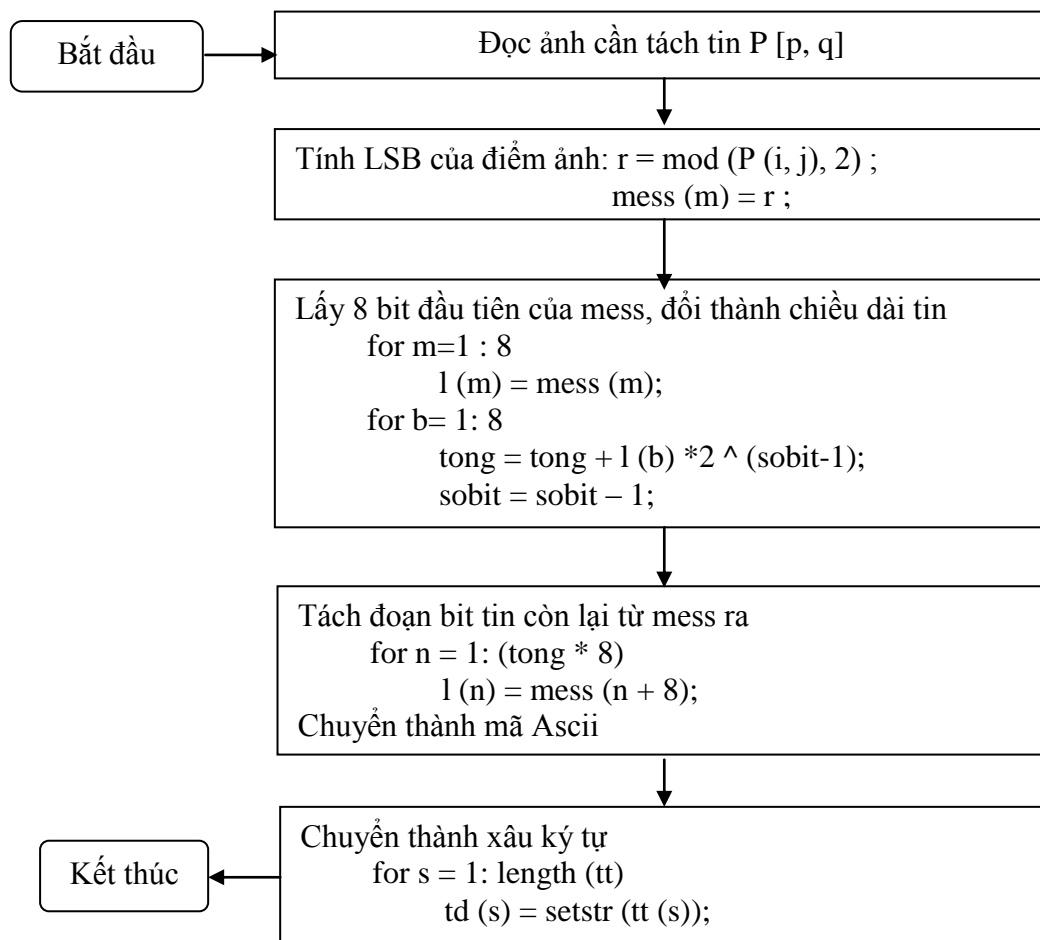 Bắt đầu
Đọc ảnh cần tách tin P [p, q]
Tính LSB của điểm ảnh: r = mod (P (i, j), 2) ;
mess (m) = r ;
Lấy 8 bit đầu tiên của mess, đổi thành chiều dài tin
for m=1 : 8
l (m) = mess (m);
for b= 1: 8
tong = tong + l (b) *2 ^ (sobit-1);
sobit = sobit – 1;
Tách đoạn bit tin còn lại từ mess ra
for n = 1: (tong * 8)
l (n) = mess (n + 8);
Chuyển thành mã Ascii
Chuyển thành xâu ký tự
for s = 1: length (tt)
td (s) = setstr (tt (s));
Kết thúc